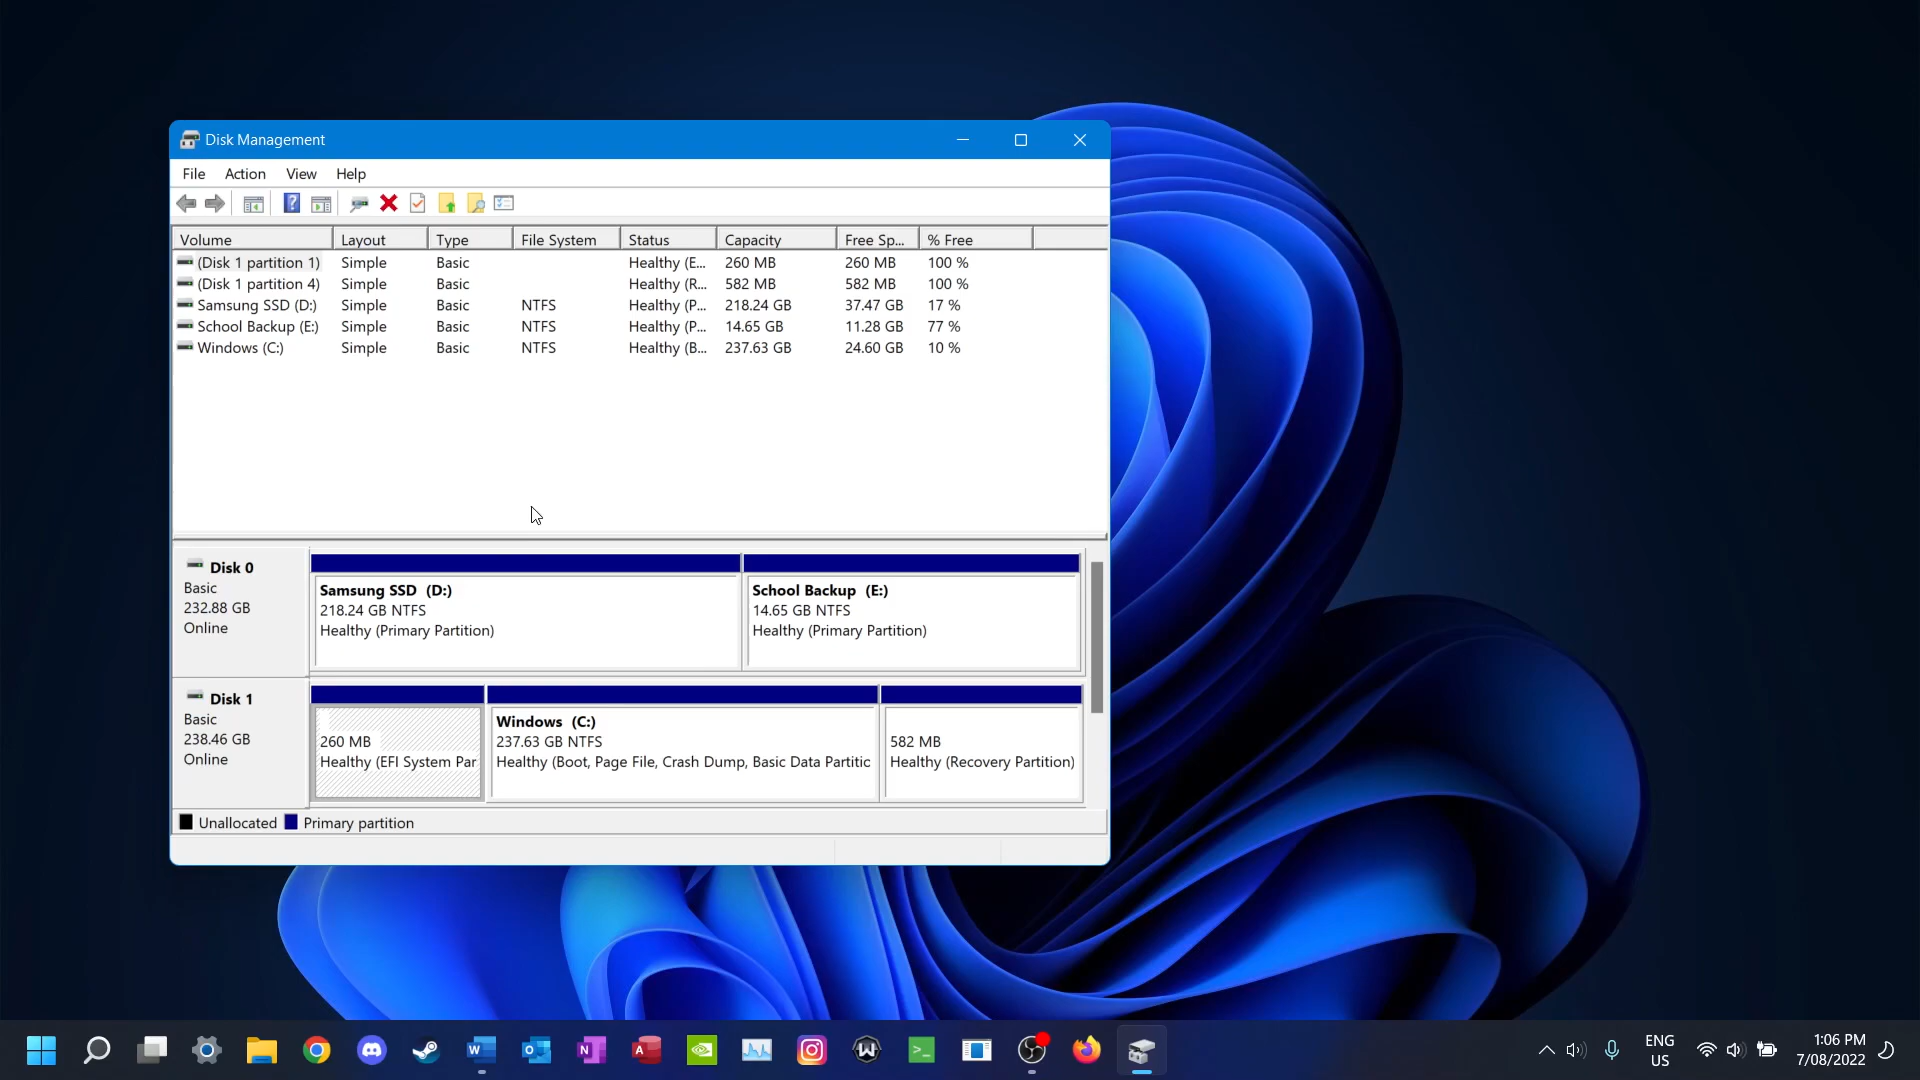 Disk Management
File Action View Help
Volume Layout Type File System Status Capacity Free Sp... % Free
(Disk 1 partition 1) Simple Basic Healthy (E... 260 MB 260 MB 100 %
(Disk 1 partition 4) Simple Basic Healthy (R... 582 MB 582 MB 100 %
Samsung SSD (D:) Simple Basic NTFS Healthy (P... 218.24 GB 37.47 GB 17 %
School Backup (E:) Simple Basic NTFS Healthy (P... 14.65 GB 11.28 GB 77 %
Windows (C:) Simple Basic NTFS Healthy (B... 237.63 GB 24.60 GB 10 %
Disk 0
Basic
232.88 GB
Online
Samsung SSD (D:)
218.24 GB NTFS
Healthy (Primary Partition)
School Backup (E:)
14.65 GB NTFS
Healthy (Primary Partition)
Disk 1
Basic
238.46 GB
Online
260 MB
Healthy (EFI System Par
Windows (C:)
237.63 GB NTFS
Healthy (Boot, Page File, Crash Dump, Basic Data Partitic
582 MB
Healthy (Recovery Partition)
Unallocated Primary partition
ENG
US
1:06 PM
7/08/2022